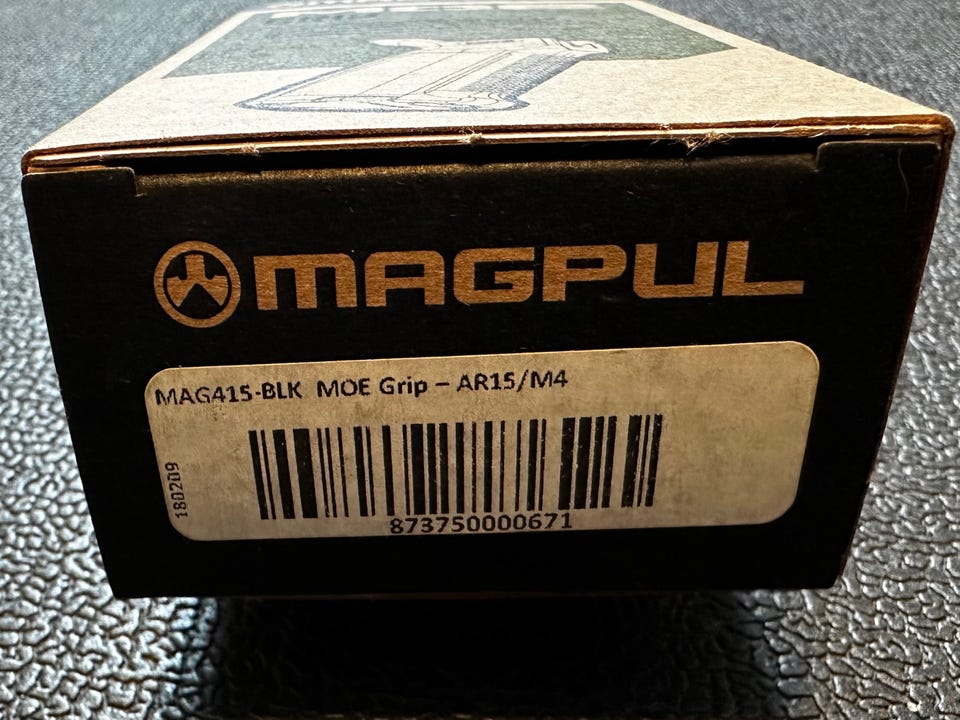 MAGPUL
MAG415-BLK MOE Grip – AR15/M4
180209
873750000671